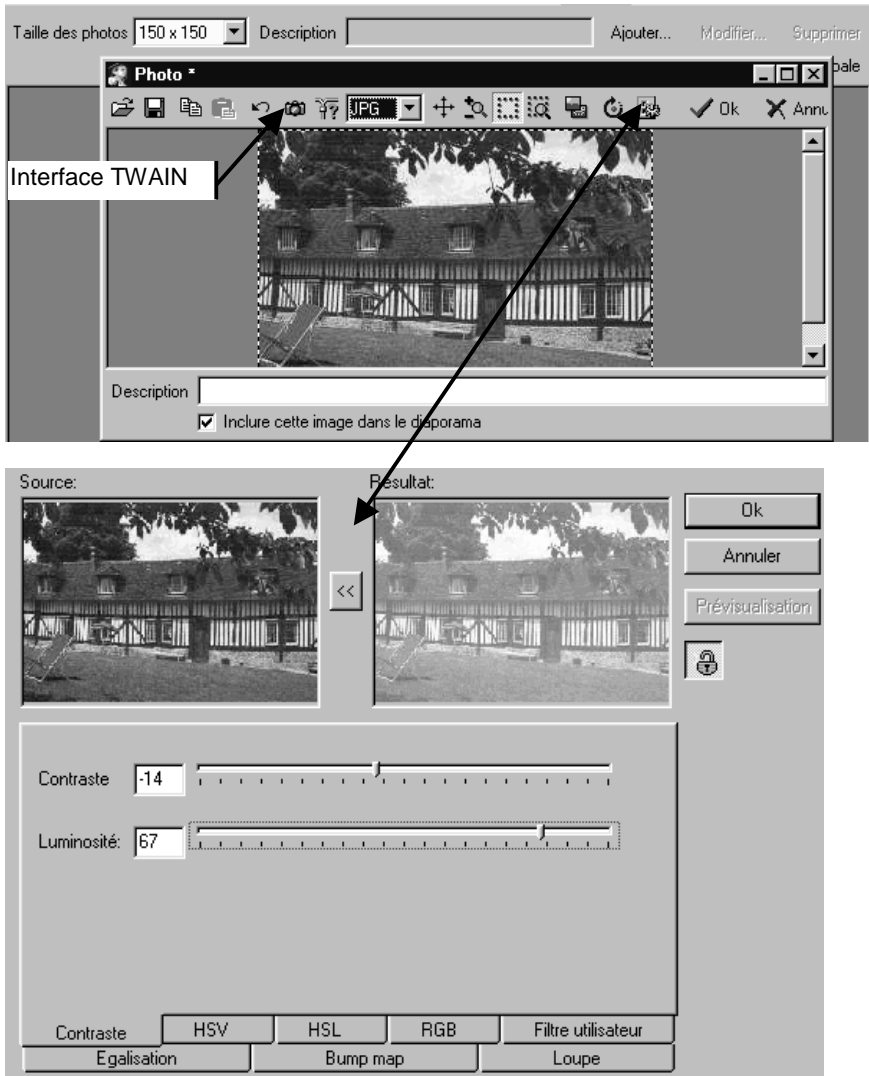 Taille des photos 150 x 150 Description Ajouter... Modifier... Supprimer
Photo *
JPG Ok
Interface TWAIN
Description
Inclure cette image dans le diaporama
Source: Résultat:
Ok
<<
Annuler
Prévisualisation
Contraste -14
Luminosité: 67
Contraste HSV HSL RGB Filtre utilisateur
Egalisation Bump map Loupe